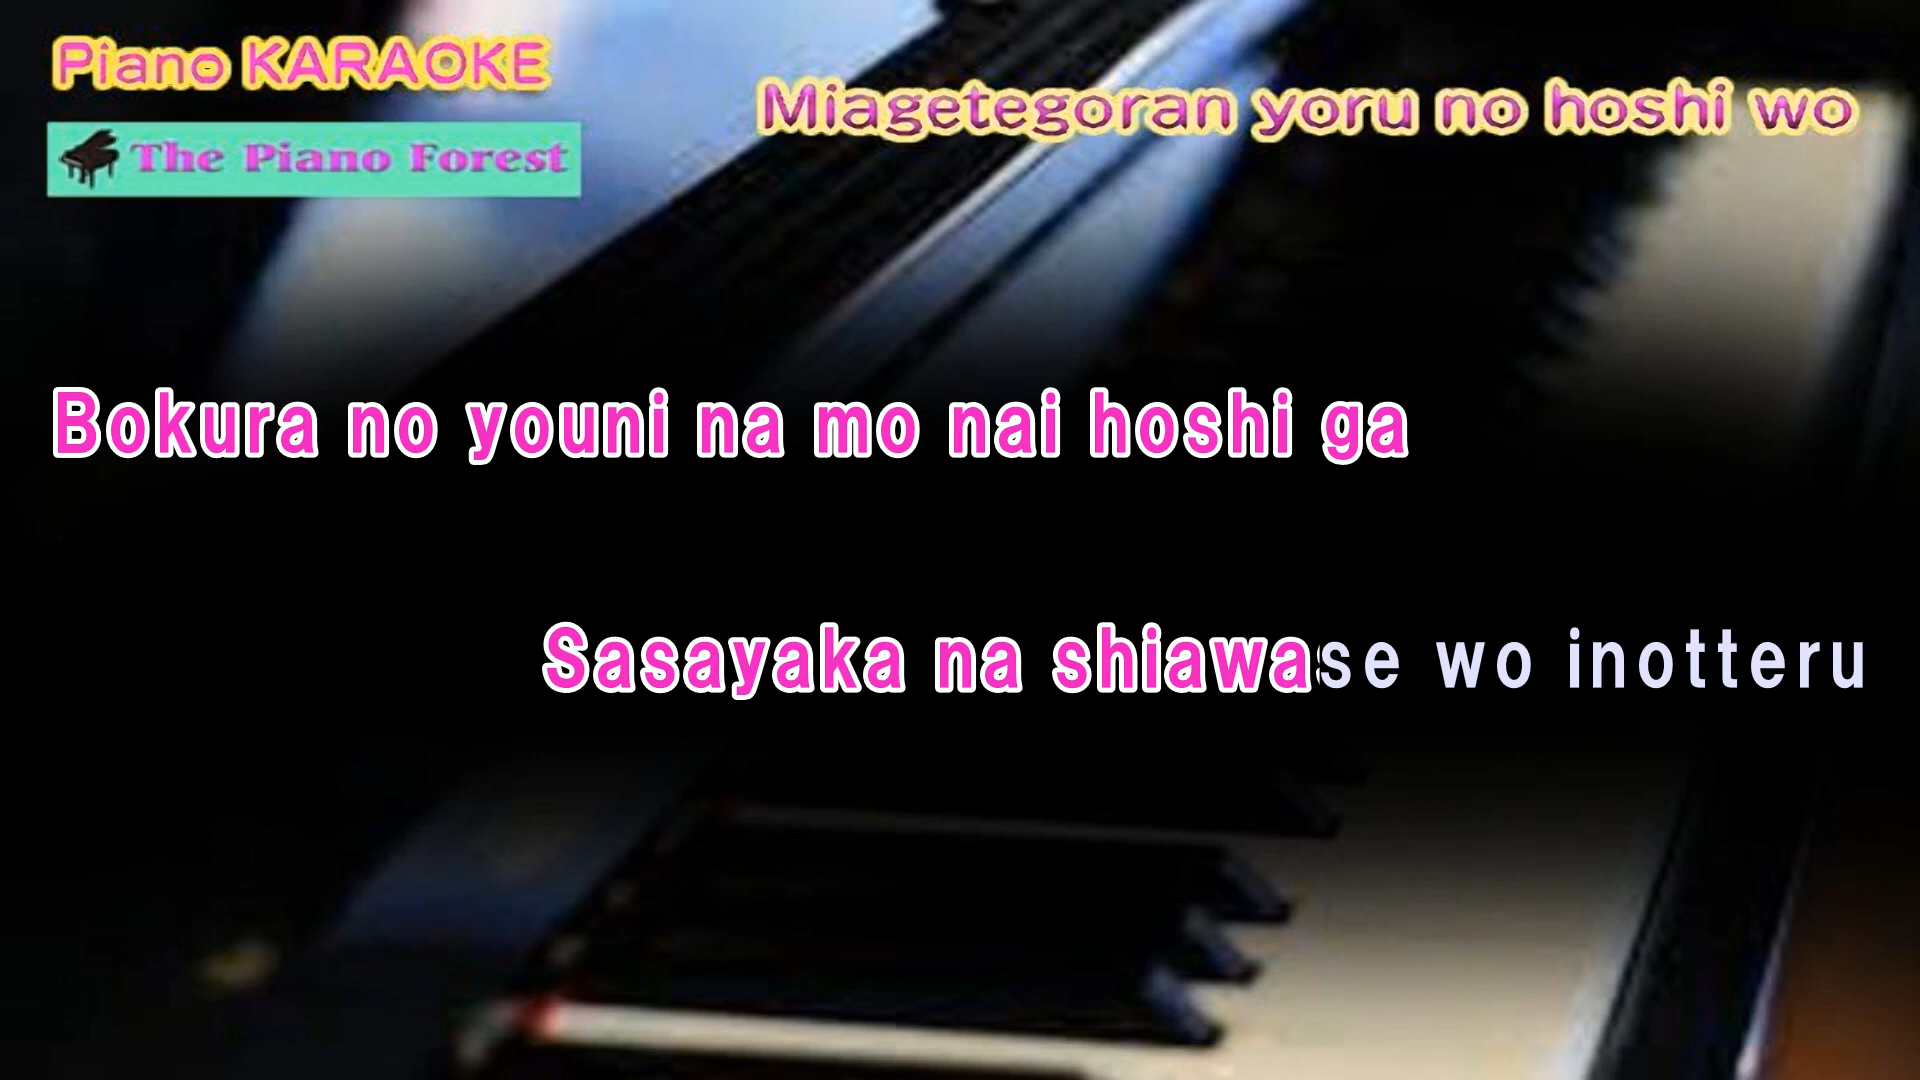 Piano KARAOKE
The Piano Forest
Miagetegoran yoru no hoshi wo
Bokura no youni na mo nai hoshi ga
Sasayaka na shiawase wo inotteru